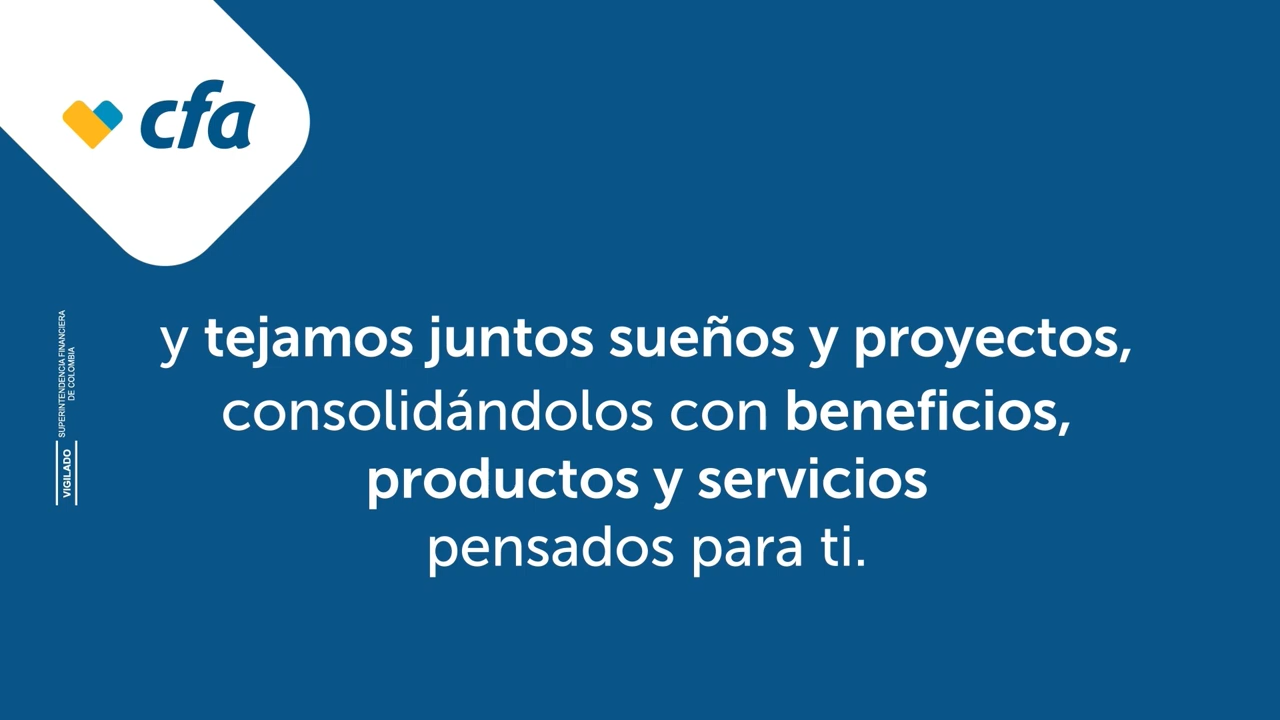 cfa
y tejamos juntos sueños y proyectos,
consolidándolos con beneficios,
productos y servicios
pensados para ti.
VIGILADO
SUPERINTENDENCIA FINANCIERA
DE COLOMBIA